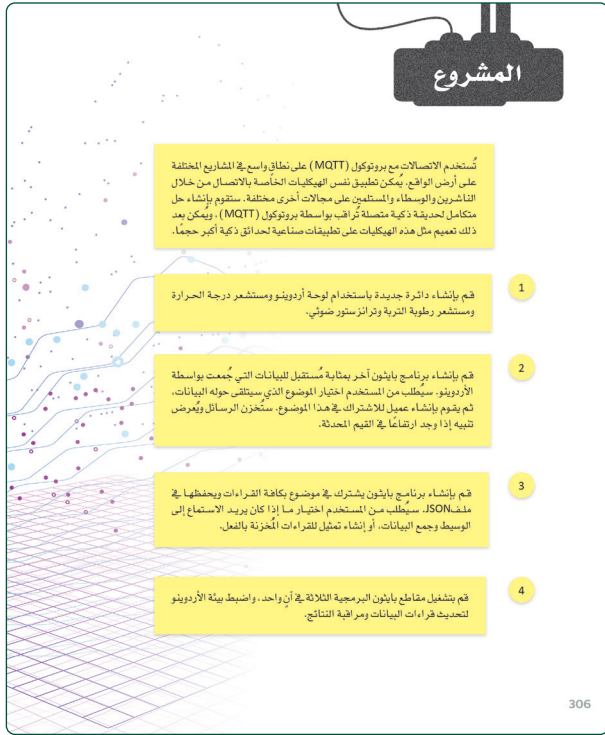 المشروع
تُستخدم الاتصالات مع بروتوكول (MQTT) على نطاق واسع في المشاريع المختلفة
على أرض الواقع. يُمكن تطبيق نفس الهيكليات الخاصة بالاتصال من خلال
الناشرين والوسطاء والمستلمين على مجالات أخرى مختلفة. ستقوم بإنشاء حل
متكامل لحديقة ذكية متصلة تُراقب بواسطة بروتوكول (MQTT)، ويُمكن بعد
ذلك تعميم مثل هذه الهيكليات على تطبيقات صناعية لحدائق ذكية أكبر حجمًا.
1
قم بإنشاء دائرة جديدة باستخدام لوحة أردوينو ومستشعر درجة الحرارة
ومستشعر رطوبة التربة وترانزستور ضوئي.
2
قم بإنشاء برنامج بايثون آخر بمثابة مُستقبل للبيانات التي جُمعت بواسطة
الأردوينو. سيُطلب من المستخدم اختيار الموضوع الذي سيتلقى حوله البيانات،
ثم يقوم بإنشاء عميل للاشتراك في هذا الموضوع. ستُخزن الرسائل ويُعرض
تنبيه إذا وجد ارتفاعًا في القيم المحدثة.
3
قم بإنشاء برنامج بايثون يشترك في موضوع بكافة القراءات ويحفظها في
ملفJSON. سيُطلب من المستخدم اختيار ما إذا كان يريد الاستماع إلى
الوسيط وجمع البيانات، أو إنشاء تمثيل للقراءات المُخزنة بالفعل.
4
قم بتشغيل مقاطع بايثون البرمجية الثلاثة في آنٍ واحد، واضبط بيئة الأردوينو
لتحديث قراءات البيانات ومراقبة النتائج.
306